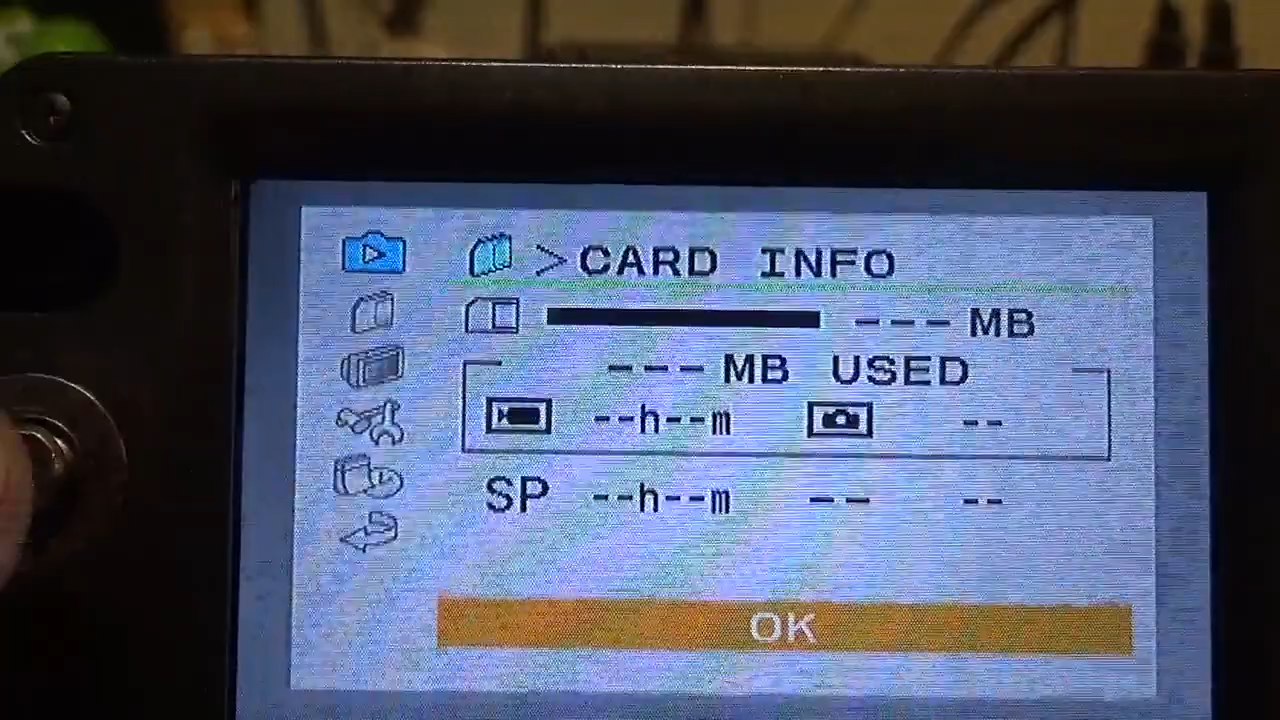 >CARD INFO
--- MB
--- MB USED
--h--m --
SP --h--m -- --
OK